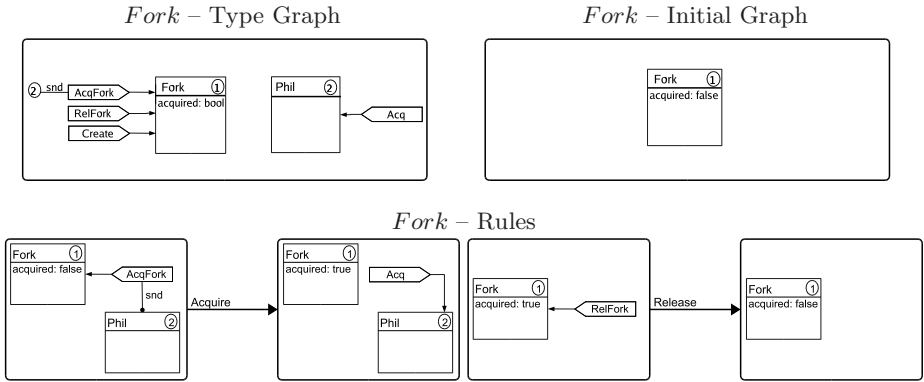 Fork – Type Graph
Fork – Initial Graph
2 snd AcqFork
RelFork
Create
Fork 1
acquired: bool
Phil 2
Acq
Fork 1
acquired: false
Fork – Rules
Fork 1
acquired: false
AcqFork
snd
Phil 2
Acquire
Fork 1
acquired: true
Acq
Phil 2
Fork 1
acquired: true
RelFork
Release
Fork 1
acquired: false